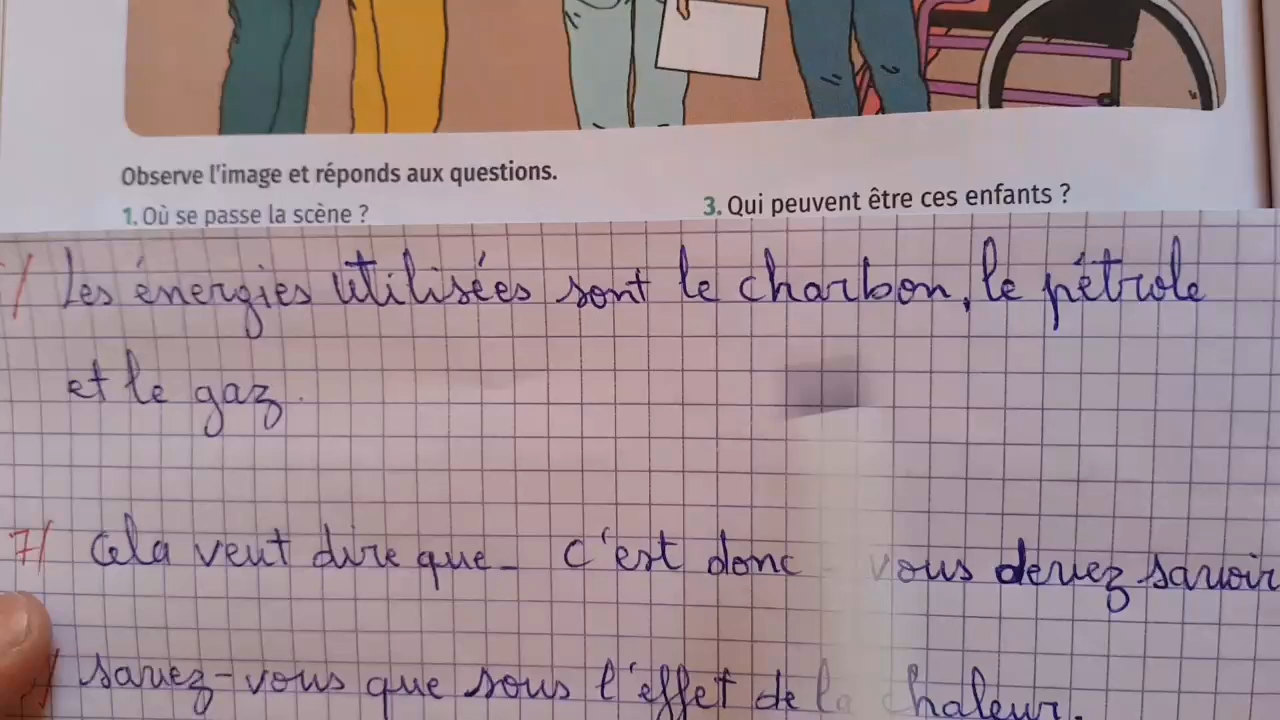 Observe l'image et réponds aux questions.
1. Où se passe la scène ?
3. Qui peuvent être ces enfants ?
/ Les énergies utilisées sont le charbon, le pétrole
et le gaz.
7/ Cela veut dire que - c'est donc - vous devez savoir
/ savez-vous que sous l'effet de la chaleur.